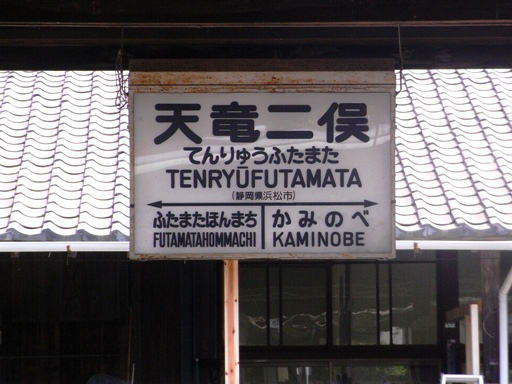 天竜二俣
てんりゅうふたまた
TENRYŪFUTAMATA
(静岡県浜松市)
ふたまたほんまち かみのべ
FUTAMATAHOMMACHI KAMINOBE